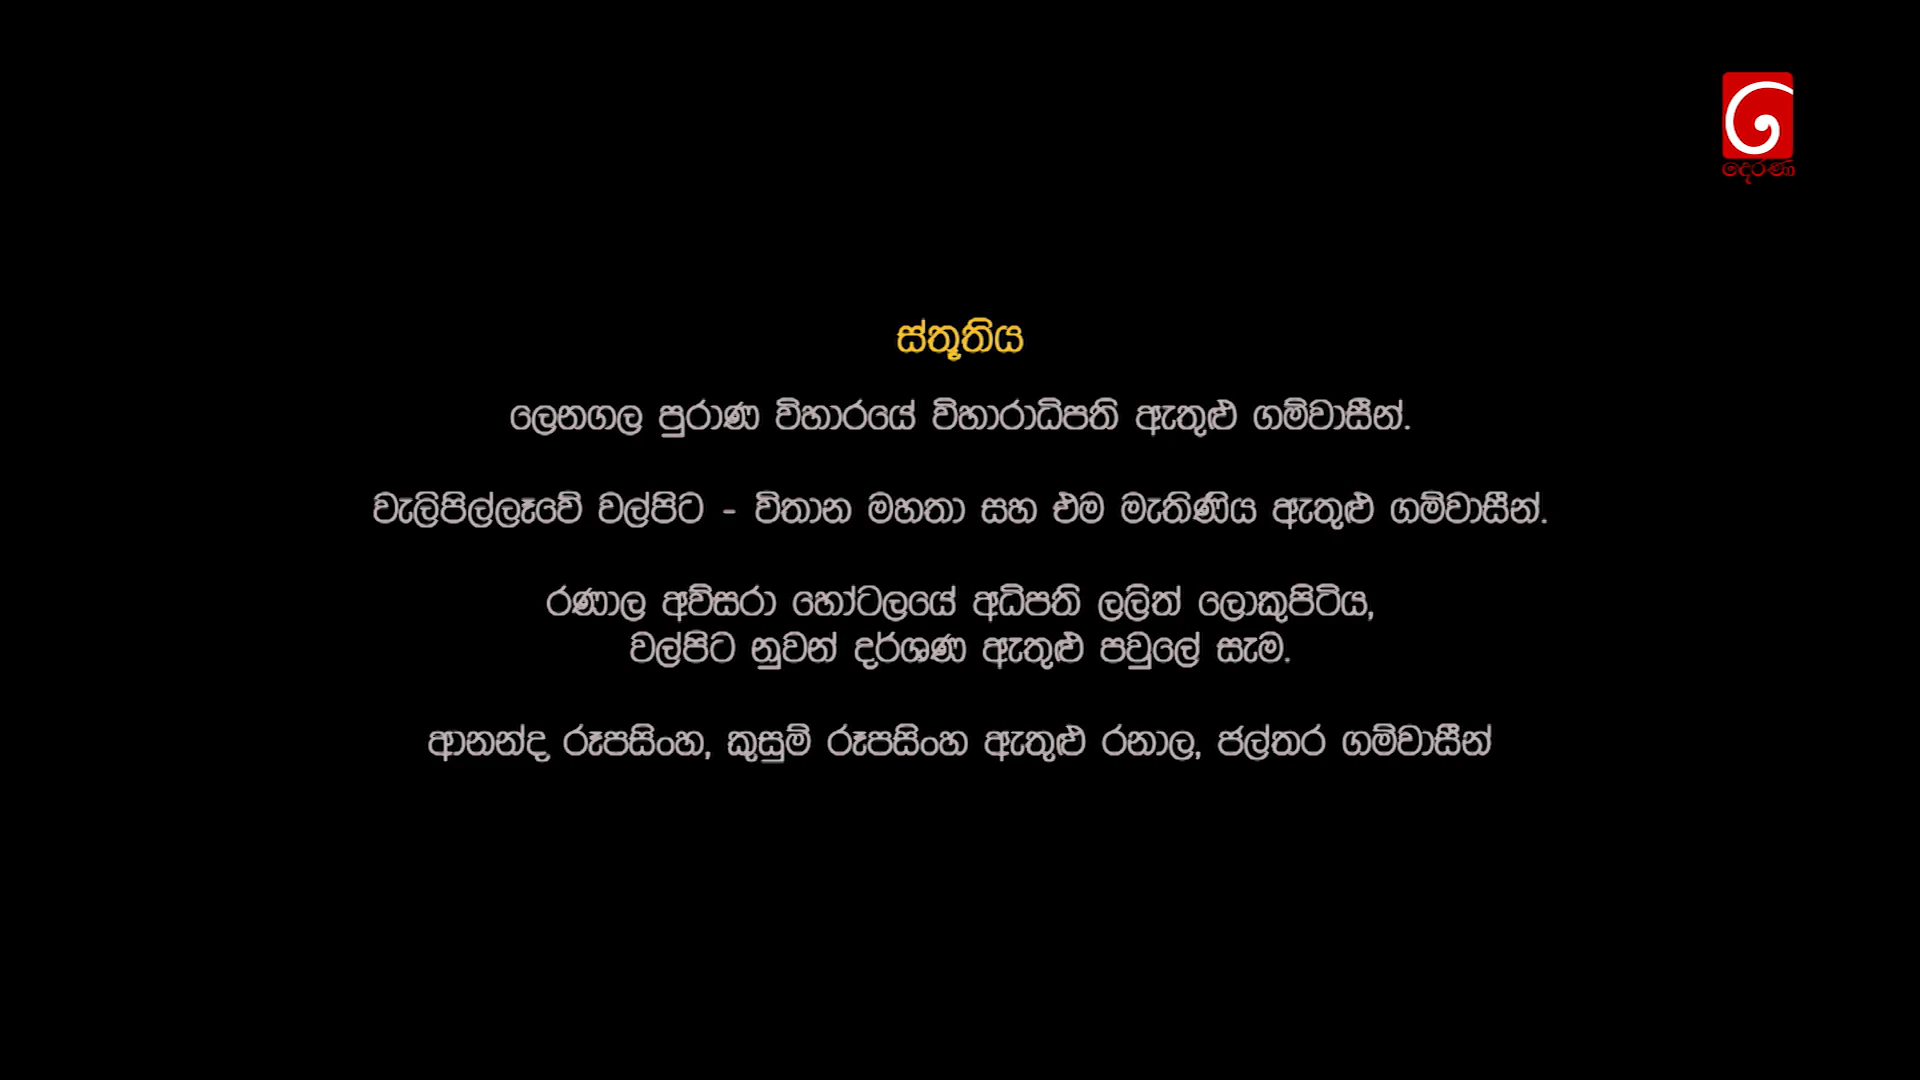 දෙරණ
ස්තූතිය
ලෙනගල පුරාණ විහාරයේ විහාරාධිපති ඇතුළු ගම්වාසීන්.
වැලිපිල්ලෑවේ වල්පිට - විතාන මහතා සහ එම මැතිණිය ඇතුළු ගම්වාසීන්.
රණාල අවිසරා හෝටලයේ අධිපති ලලිත් ලොකුපිටිය,
වල්පිට නුවන් දර්ශණ ඇතුළු පවුලේ සැම.
ආනන්ද රූපසිංහ, කුසුම් රූපසිංහ ඇතුළු රනාල, ජල්තර ගම්වාසීන්